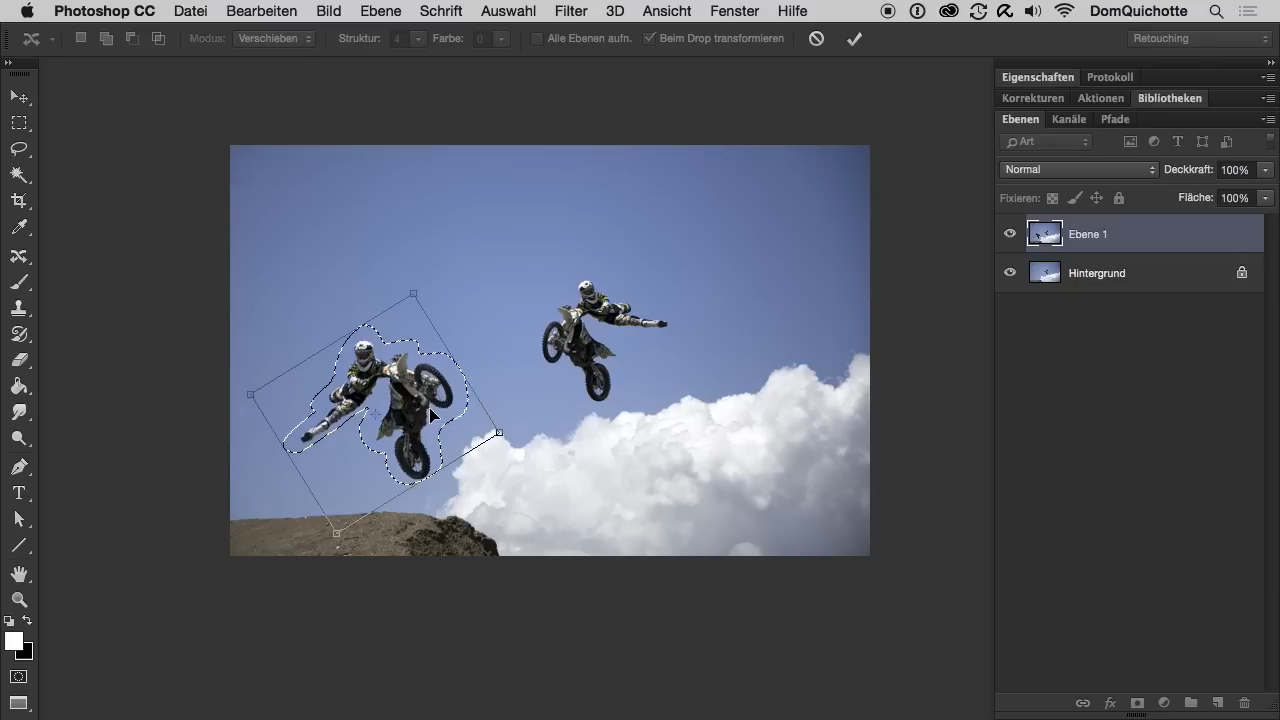 Photoshop CC Datei Bearbeiten Bild Ebene Schrift Auswahl Filter 3D Ansicht Fenster Hilfe DomQuichotte
Modus: Verschieben Struktur: 4 Farbe: 0 Alle Ebenen aufn. Beim Drop transformieren Retouching
Eigenschaften Protokoll
Korrekturen Aktionen Bibliotheken
Ebenen Kanäle Pfade
Art
Normal Deckkraft: 100%
Fixieren: Fläche: 100%
Ebene 1
Hintergrund